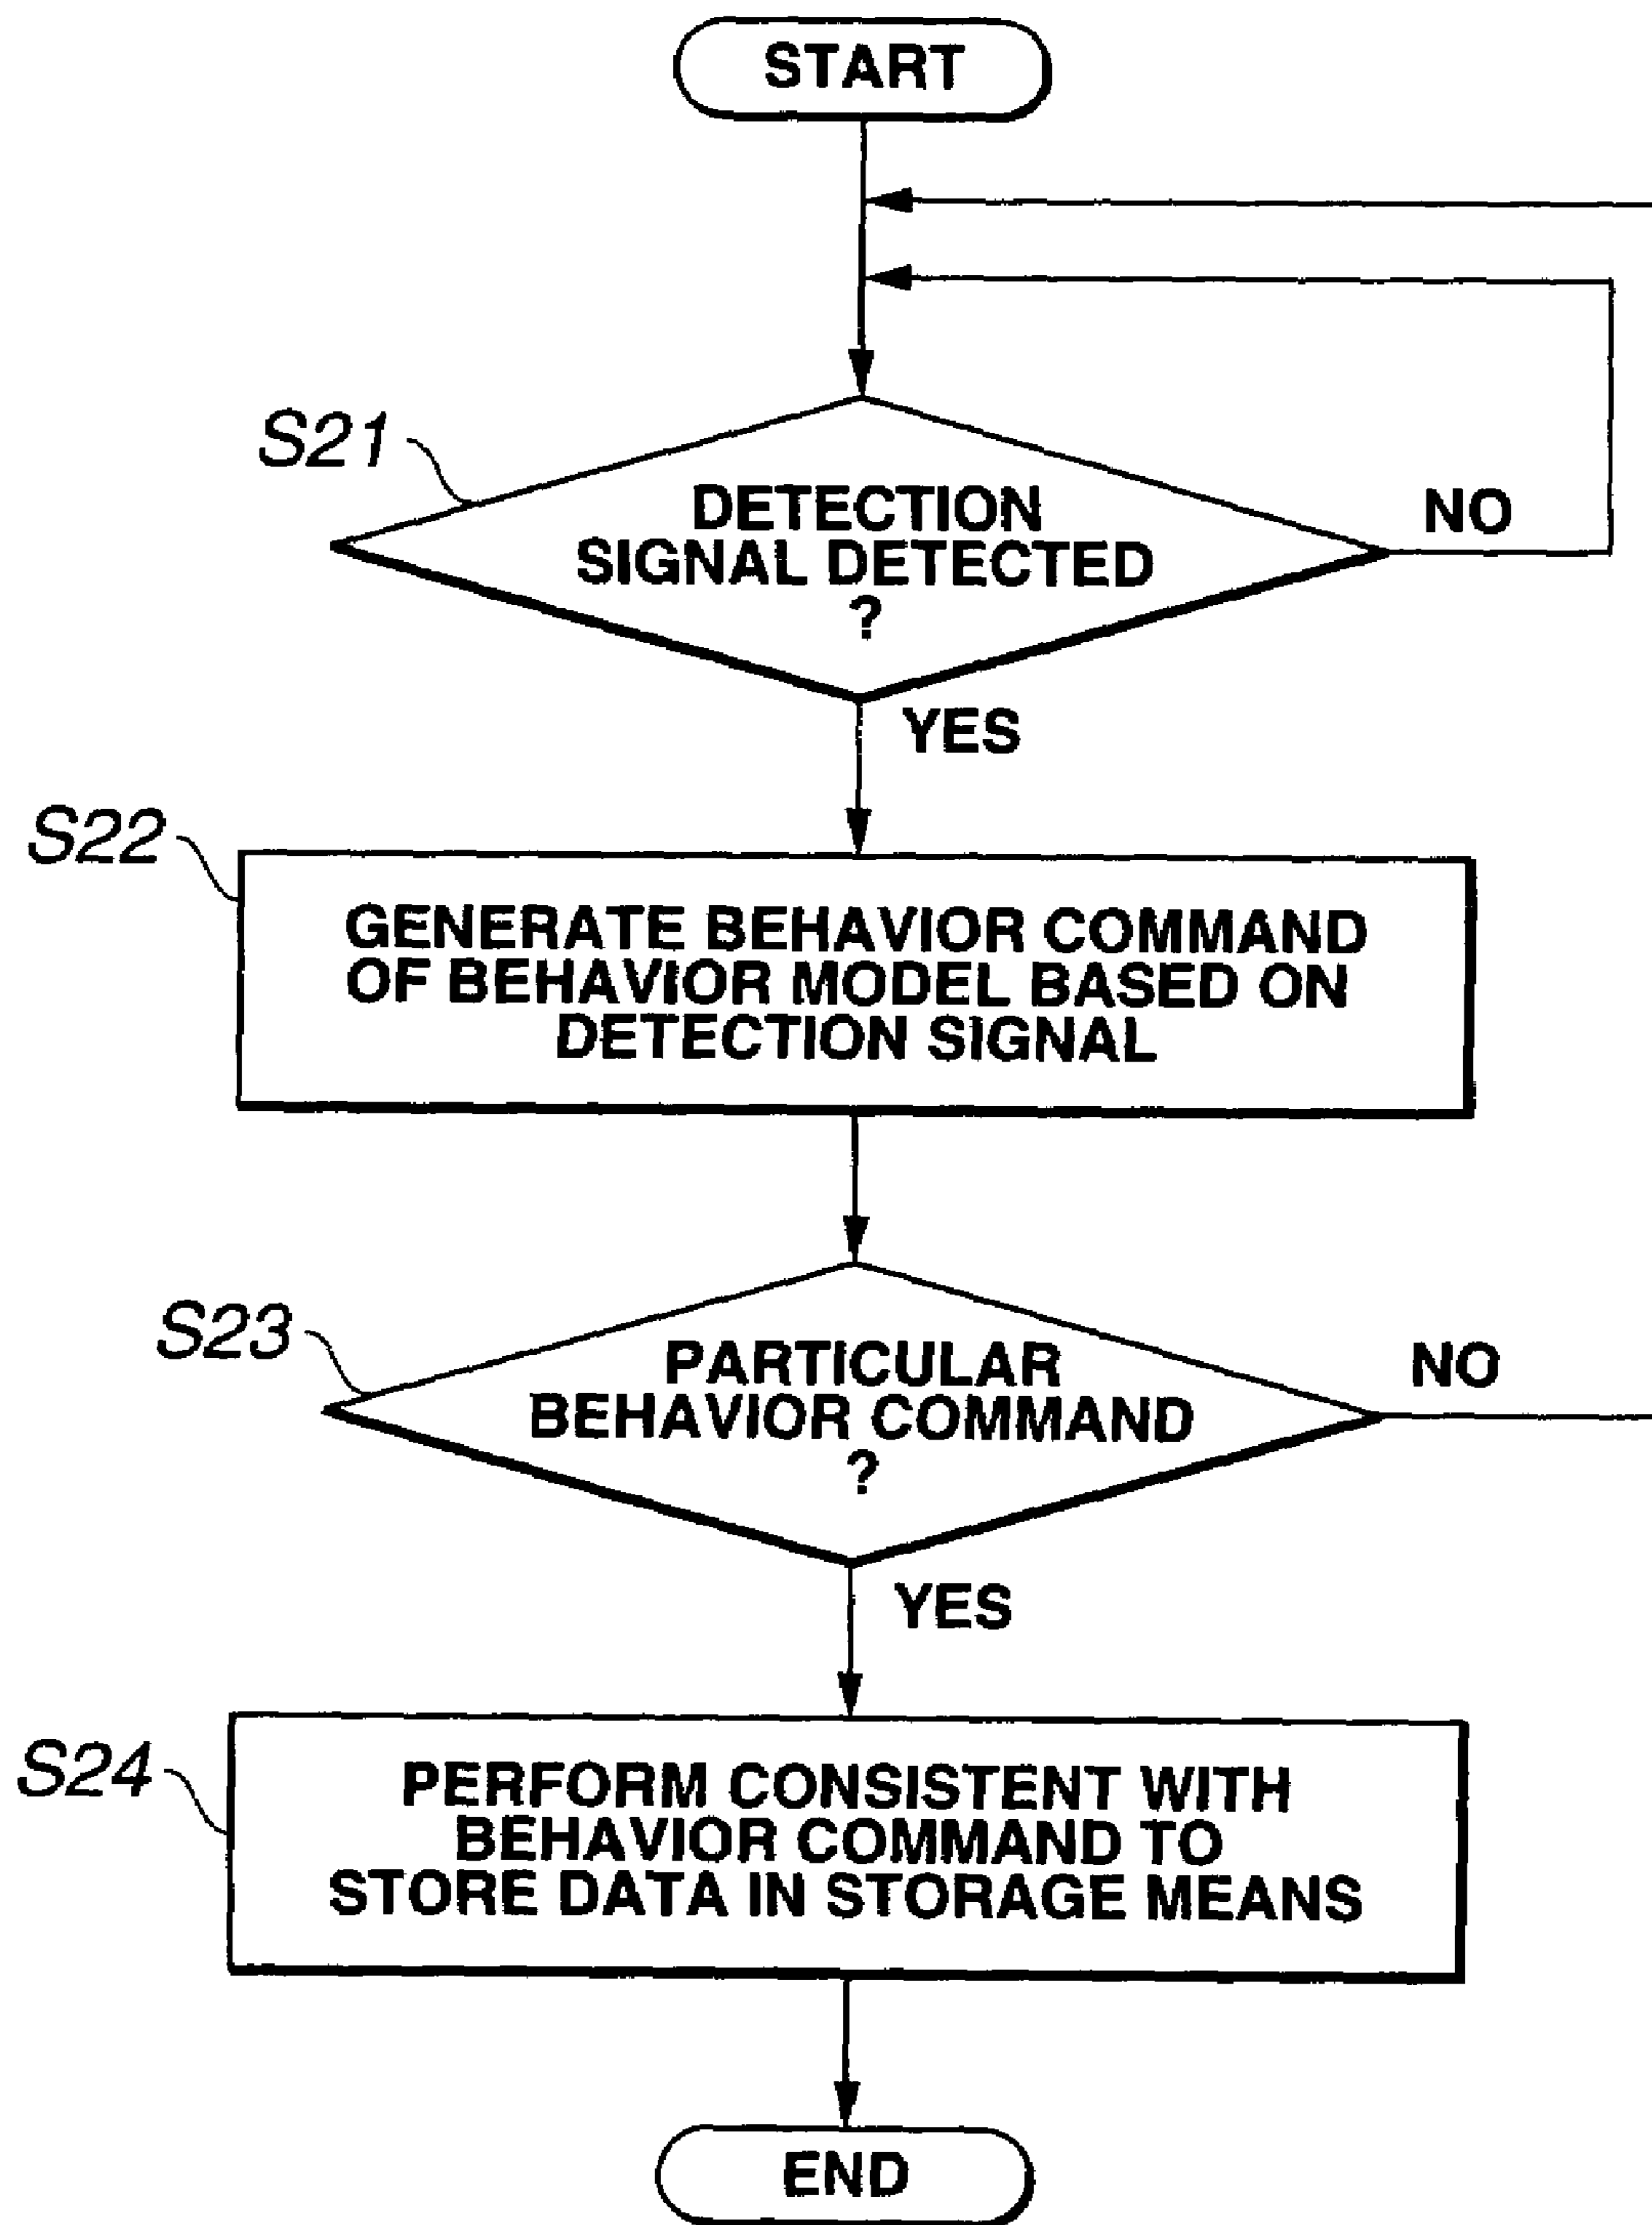 START
S21
DETECTION
SIGNAL DETECTED
?
NO
YES
S22
GENERATE BEHAVIOR COMMAND
OF BEHAVIOR MODEL BASED ON
DETECTION SIGNAL
S23
PARTICULAR
BEHAVIOR COMMAND
?
NO
YES
S24
PERFORM CONSISTENT WITH
BEHAVIOR COMMAND TO
STORE DATA IN STORAGE MEANS
END